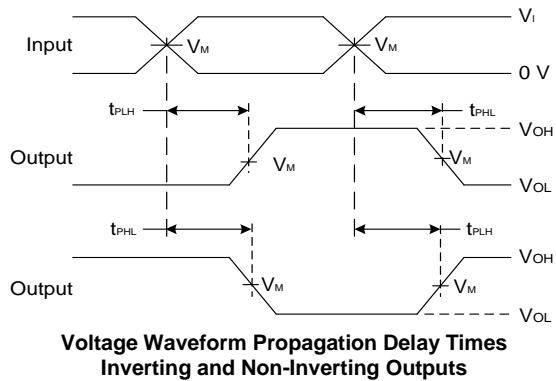 Input
VM
VM
VI
0 V
tPLH
tPHL
Output
VM
VM
VOH
VOL
tPHL
tPLH
Output
VM
VM
VOH
VOL
Voltage Waveform Propagation Delay Times
Inverting and Non-Inverting Outputs